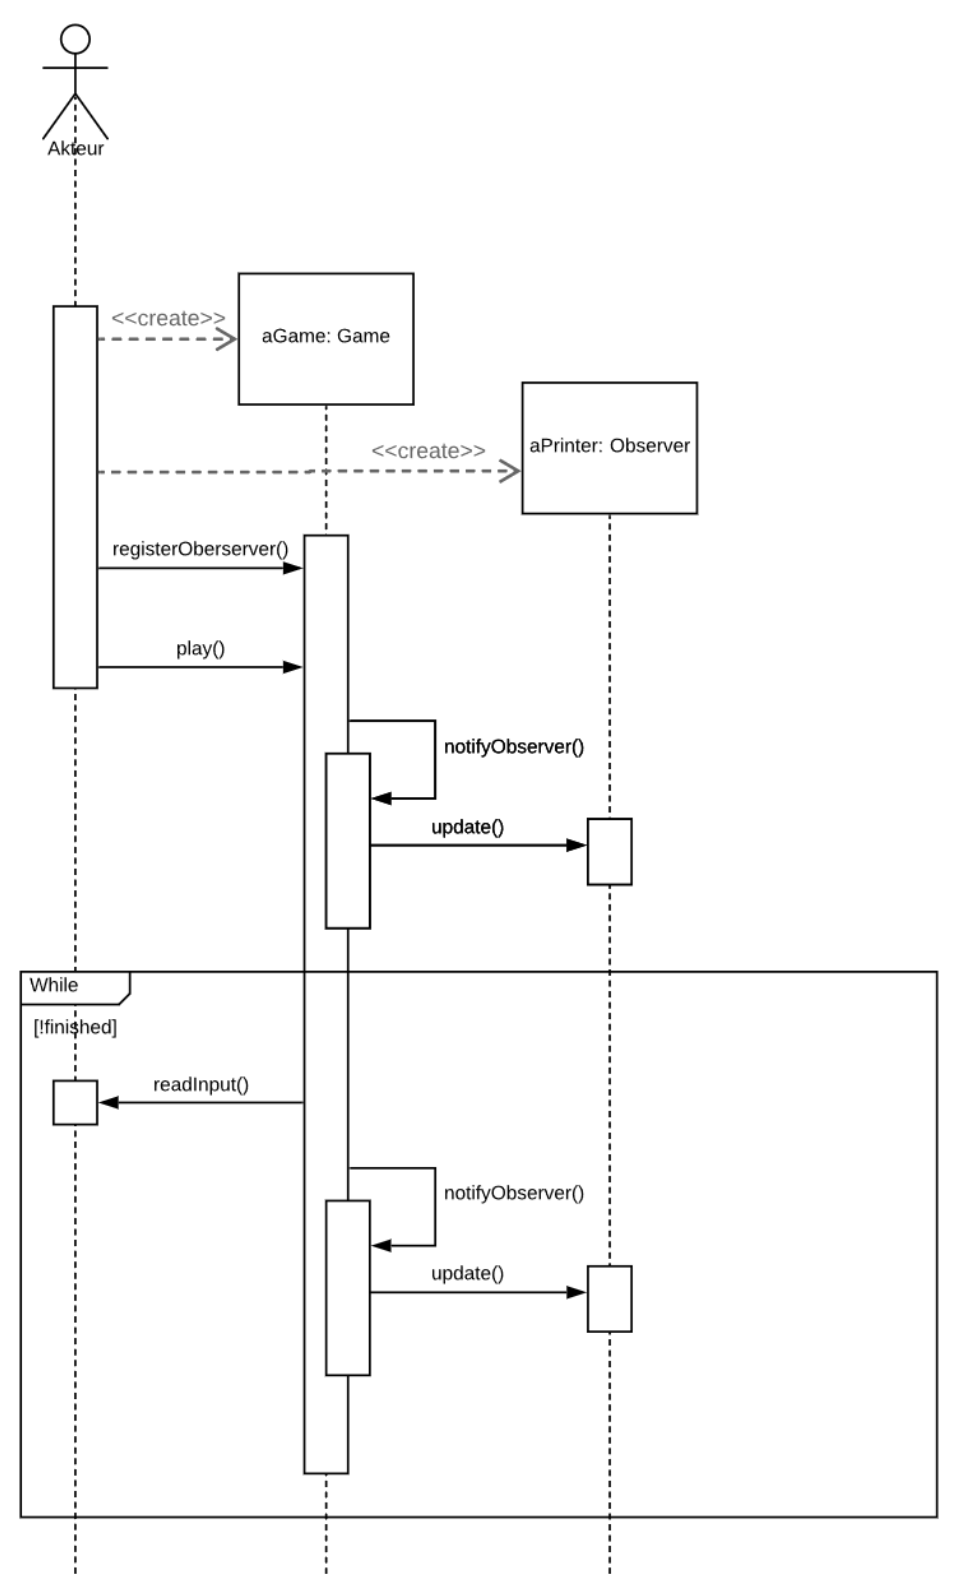 Akteur
<<create>>
aGame: Game
<<create>>
aPrinter: Observer
registerOberserver()
play()
notifyObserver()
update()
While
[!finished]
readInput()
notifyObserver()
update()